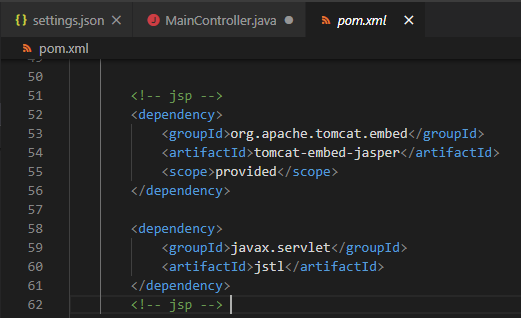 settings.json
MainController.java
pom.xml
pom.xml
50
51 <!-- jsp -->
52 <dependency>
53 <groupId>org.apache.tomcat.embed</groupId>
54 <artifactId>tomcat-embed-jasper</artifactId>
55 <scope>provided</scope>
56 </dependency>
57
58 <dependency>
59 <groupId>javax.servlet</groupId>
60 <artifactId>jstl</artifactId>
61 </dependency>
62 <!-- jsp -->